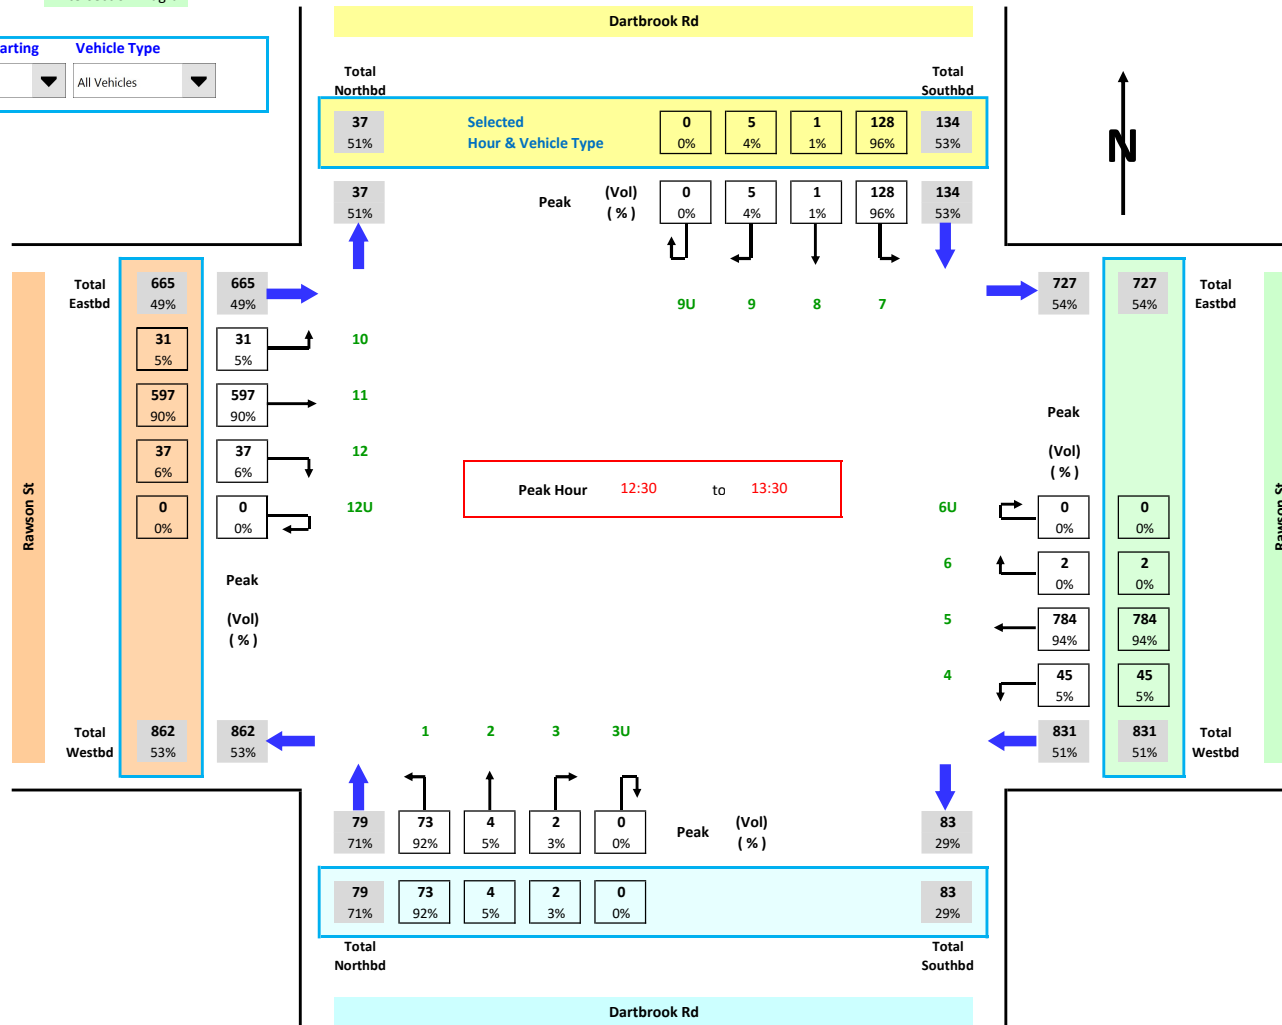 Dartbrook Rd
arting Vehicle Type
All Vehicles
Total Northbd
Total Southbd
37 51%
Selected Hour & Vehicle Type
0 0%
5 4%
1 1%
128 96%
134 53%
37 51%
Peak (Vol) ( % )
0 0%
5 4%
1 1%
128 96%
134 53%
N
9U 9 8 7
Total Eastbd
665 49%
665 49%
727 54%
727 54%
Total Eastbd
31 5%
31 5%
10
597 90%
597 90%
11
37 6%
37 6%
12
0 0%
0 0%
12U
Peak
(Vol)
( % )
Rawson St
Peak Hour 12:30 to 13:30
Peak
(Vol)
( % )
6U
0 0%
0 0%
6
2 0%
2 0%
5
784 94%
784 94%
4
45 5%
45 5%
Rawson St
Total Westbd
862 53%
862 53%
831 51%
831 51%
Total Westbd
1 2 3 3U
79 71%
73 92%
4 5%
2 3%
0 0%
Peak (Vol) ( % )
83 29%
79 71%
73 92%
4 5%
2 3%
0 0%
83 29%
Total Northbd
Total Southbd
Dartbrook Rd